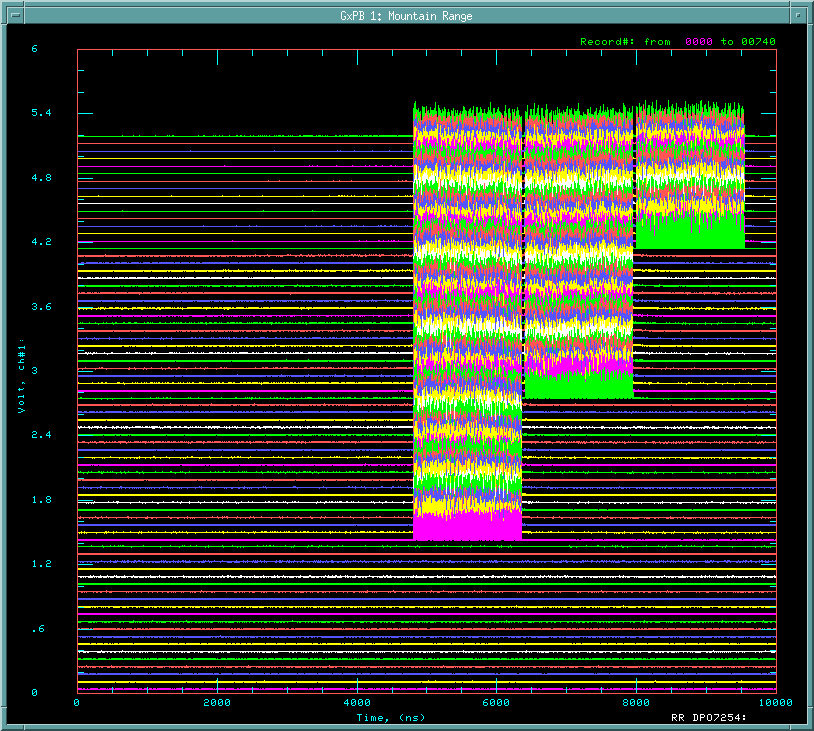 GxPB 1: Mountain Range
Record#: from 0000 to 00740
6
5.4
4.8
4.2
3.6
3
2.4
1.8
1.2
.6
0
Volt, ch#1:
0 2000 4000 6000 8000 10000
Time, (ns)
RR DPO7254: